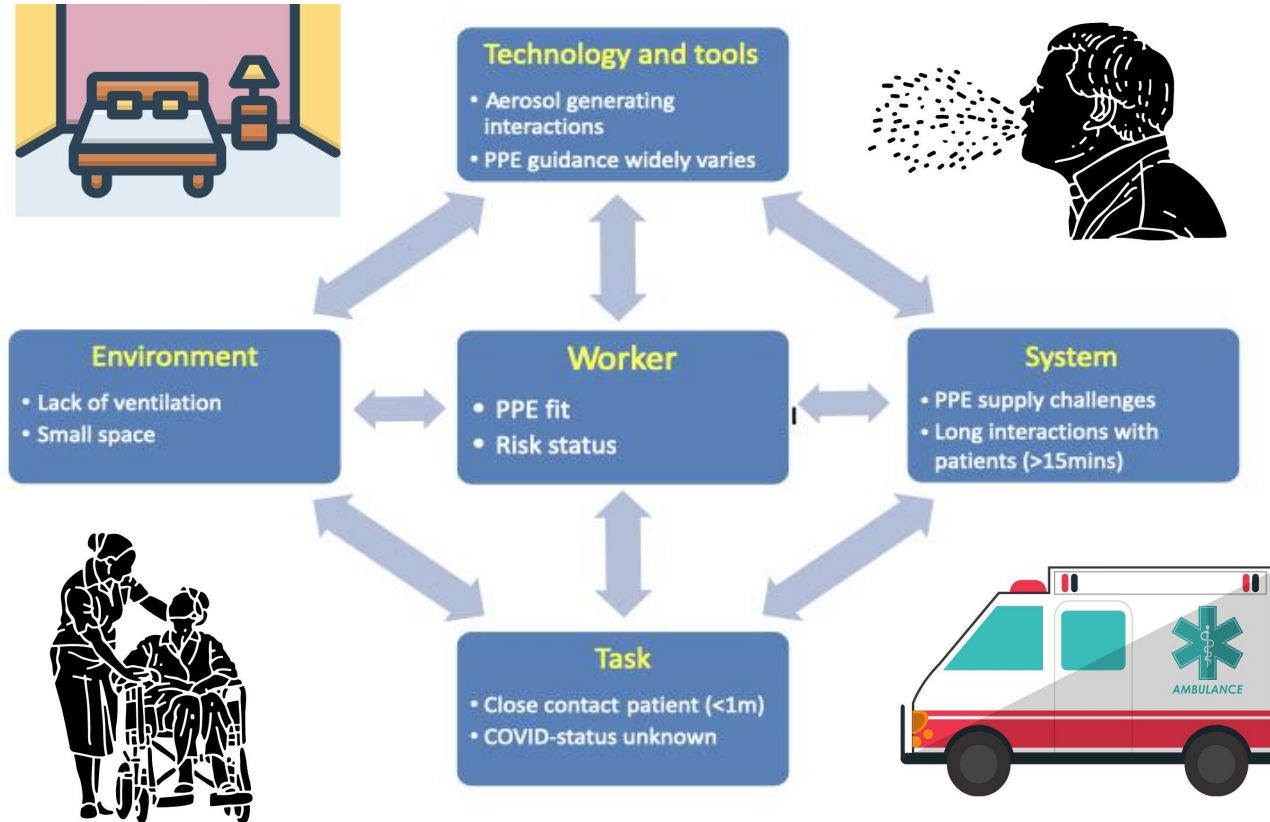 Technology and tools
• Aerosol generating
interactions
• PPE guidance widely varies
Environment
• Lack of ventilation
• Small space
Worker
• PPE fit
• Risk status
System
• PPE supply challenges
• Long interactions with
patients (>15mins)
Task
• Close contact patient (<1m)
• COVID-status unknown
AMBULANCE